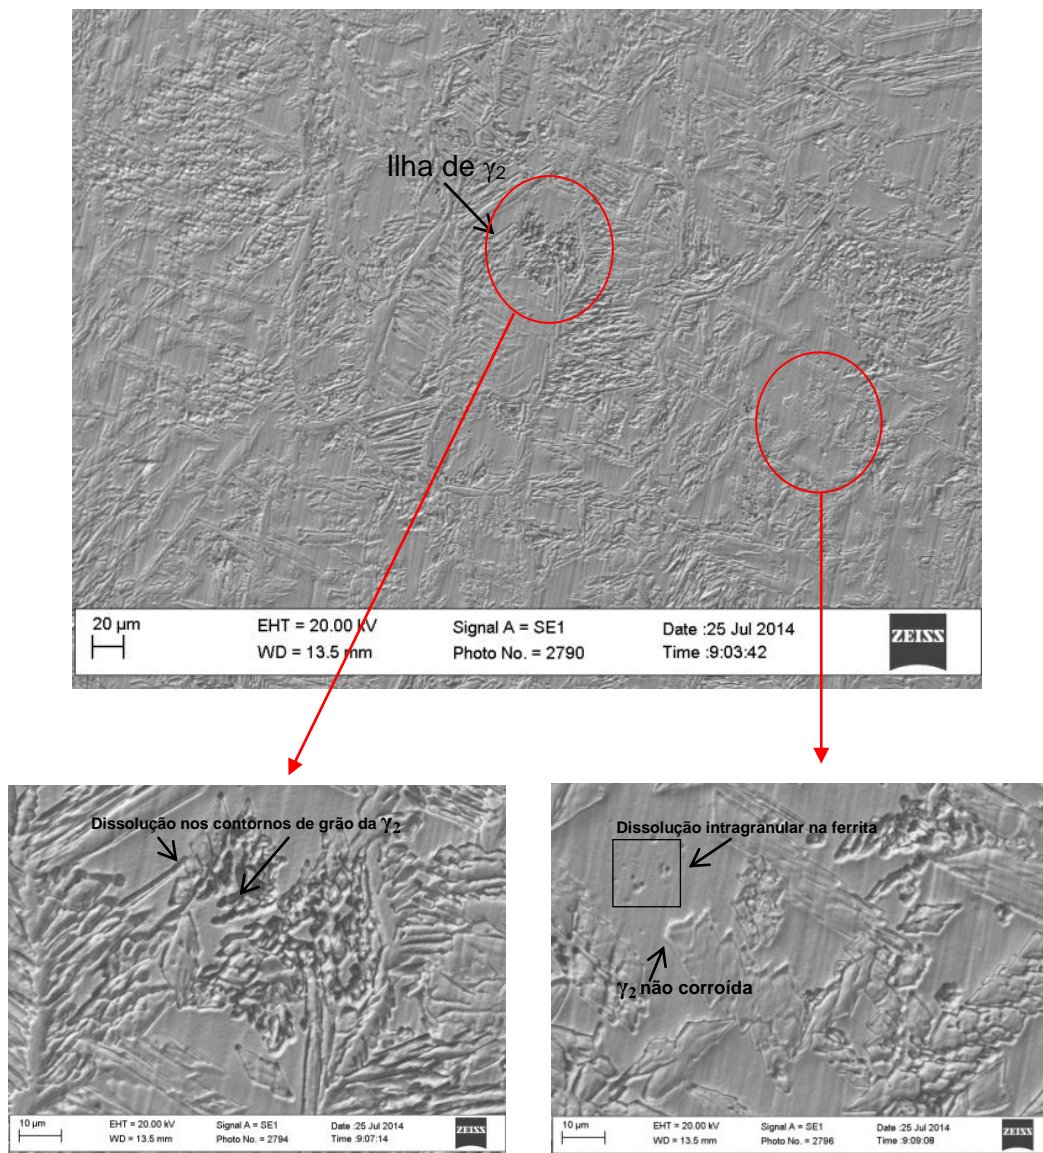 Ilha de γ2
20 µm
EHT = 20.00 kV
Signal A = SE1
Date :25 Jul 2014
ZEISS
WD = 13.5 mm
Photo No. = 2790
Time :9:03:42
Dissolução nos contornos de grão da γ2
10 µm
EHT = 20.00 kV
Signal A = SE1
Date :25 Jul 2014
ZEISS
WD = 13.5 mm
Photo No. = 2794
Time :9:07:14
Dissolução intragranular na ferrita
γ2 não corroída
10 µm
EHT = 20.00 kV
Signal A = SE1
Date :25 Jul 2014
ZEISS
WD = 13.5 mm
Photo No. = 2796
Time :9:09:08